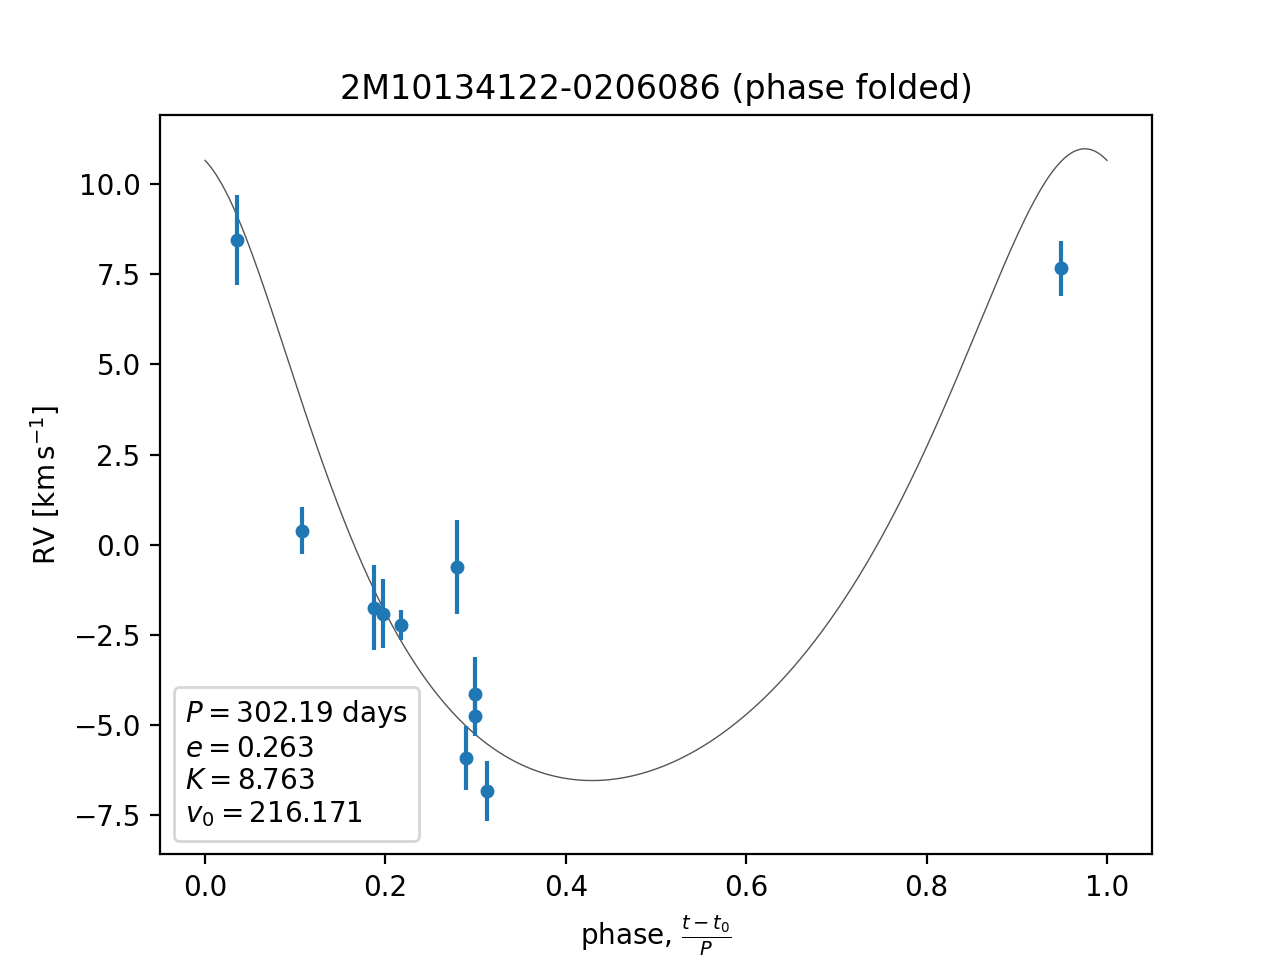 2M10134122-0206086 (phase folded)
10.0
7.5
5.0
2.5
0.0
−2.5
−5.0
−7.5
RV [km s⁻¹]
P = 302.19 days
e = 0.263
K = 8.763
v₀ = 216.171
0.0 0.2 0.4 0.6 0.8 1.0
phase, (t − t₀)/P